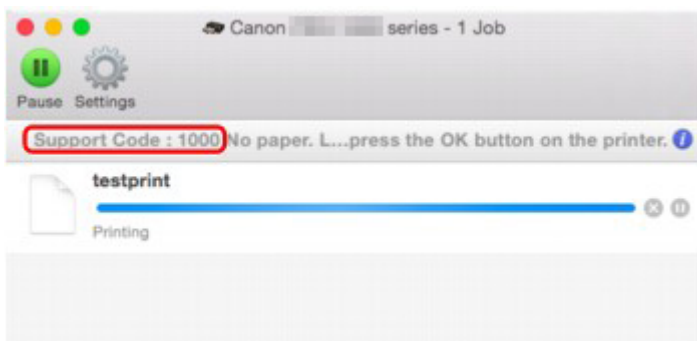 Canon series - 1 Job
Pause Settings
Support Code : 1000 No paper. L...press the OK button on the printer.
testprint
Printing